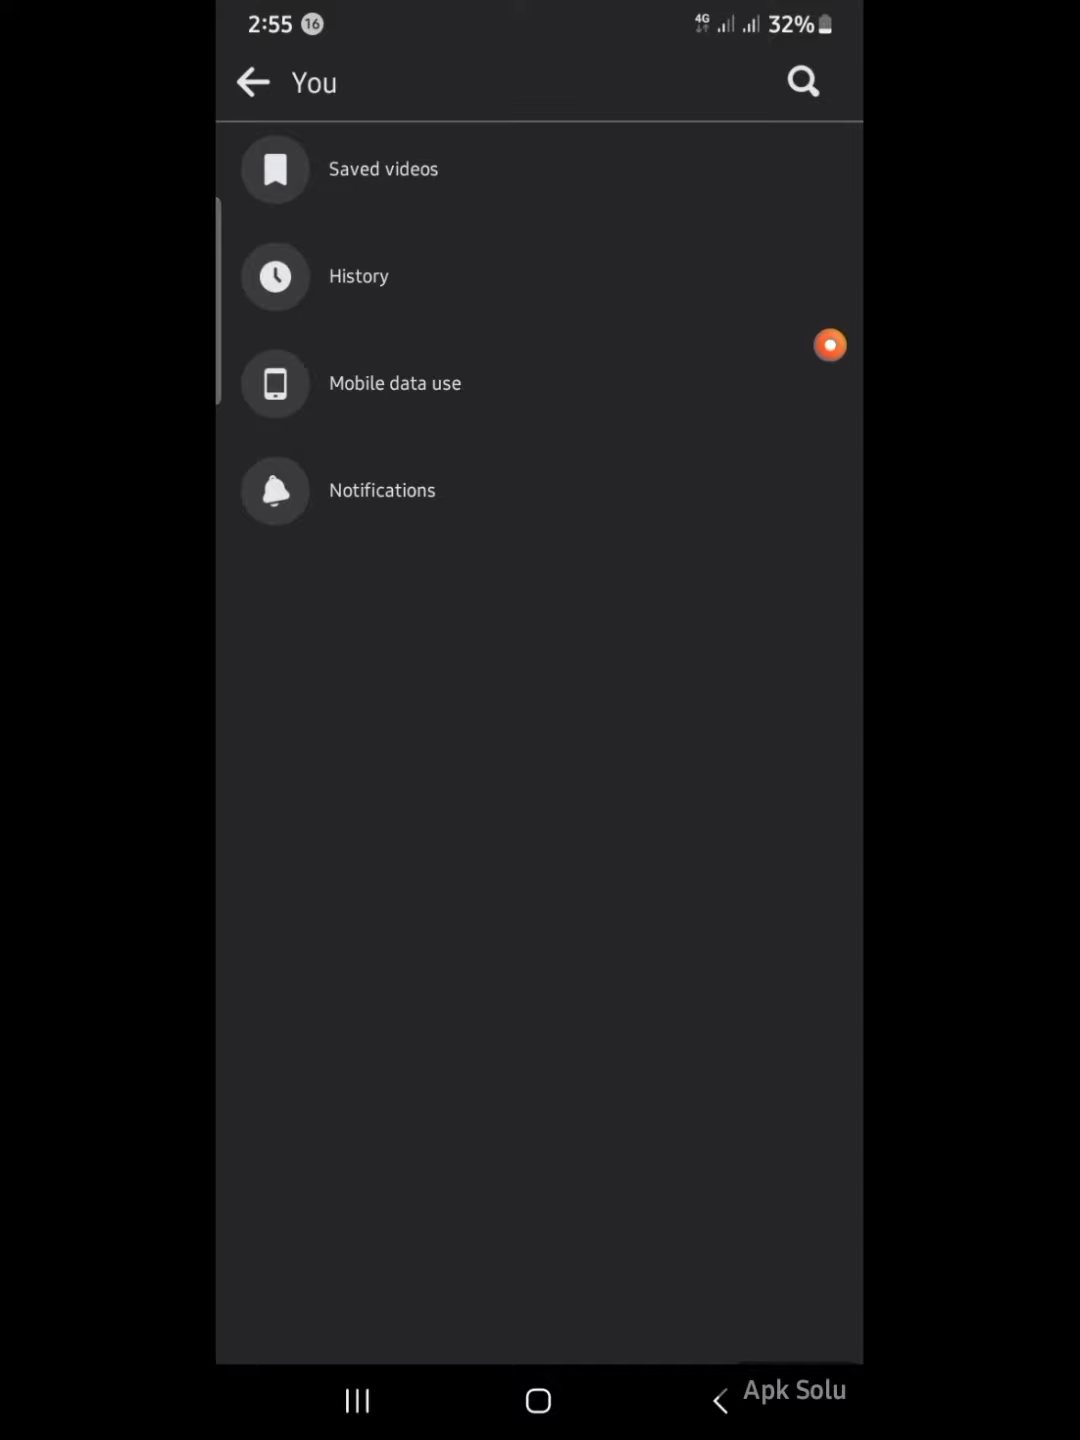 2:55 16 4G 32%
You
Saved videos
History
Mobile data use
Notifications
Apk Solu